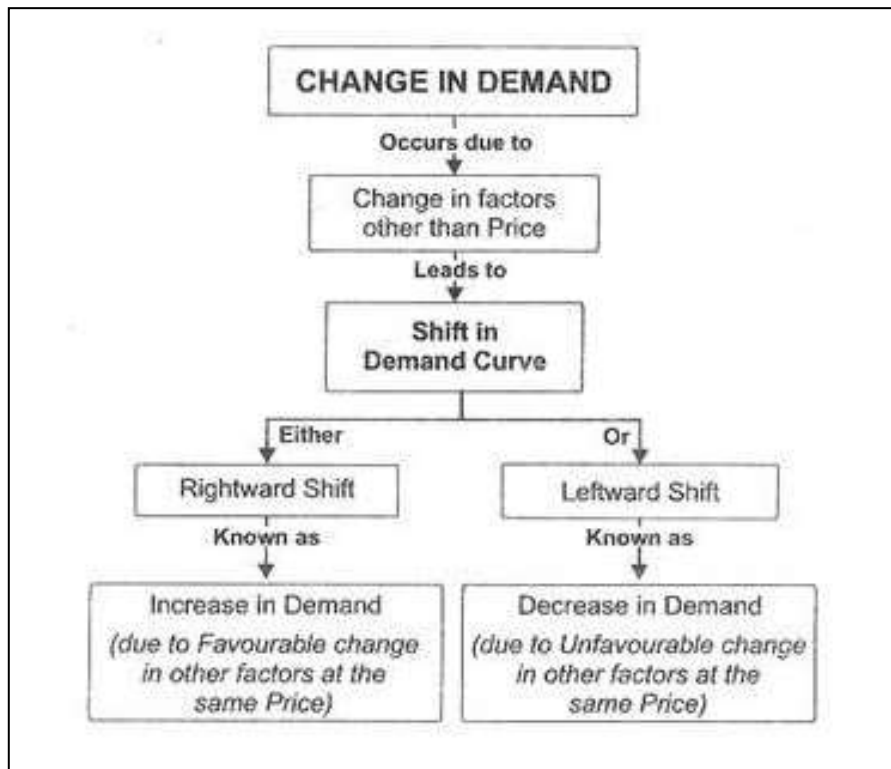 CHANGE IN DEMAND
Occurs due to
Change in factors
other than Price
Leads to
Shift in
Demand Curve
Either
Or
Rightward Shift
Leftward Shift
Known as
Known as
Increase in Demand
(due to Favourable change
in other factors at the
same Price)
Decrease in Demand
(due to Unfavourable change
in other factors at the
same Price)